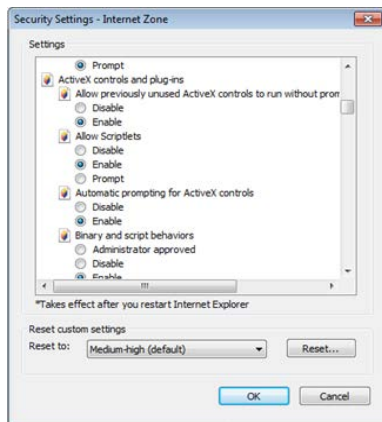 Security Settings - Internet Zone
Settings
Prompt
ActiveX controls and plug-ins
Allow previously unused ActiveX controls to run without prom
Disable
Enable
Allow Scriptlets
Disable
Enable
Prompt
Automatic prompting for ActiveX controls
Disable
Enable
Binary and script behaviors
Administrator approved
Disable
Enable
*Takes effect after you restart Internet Explorer
Reset custom settings
Reset to: Medium-high (default) Reset...
OK Cancel